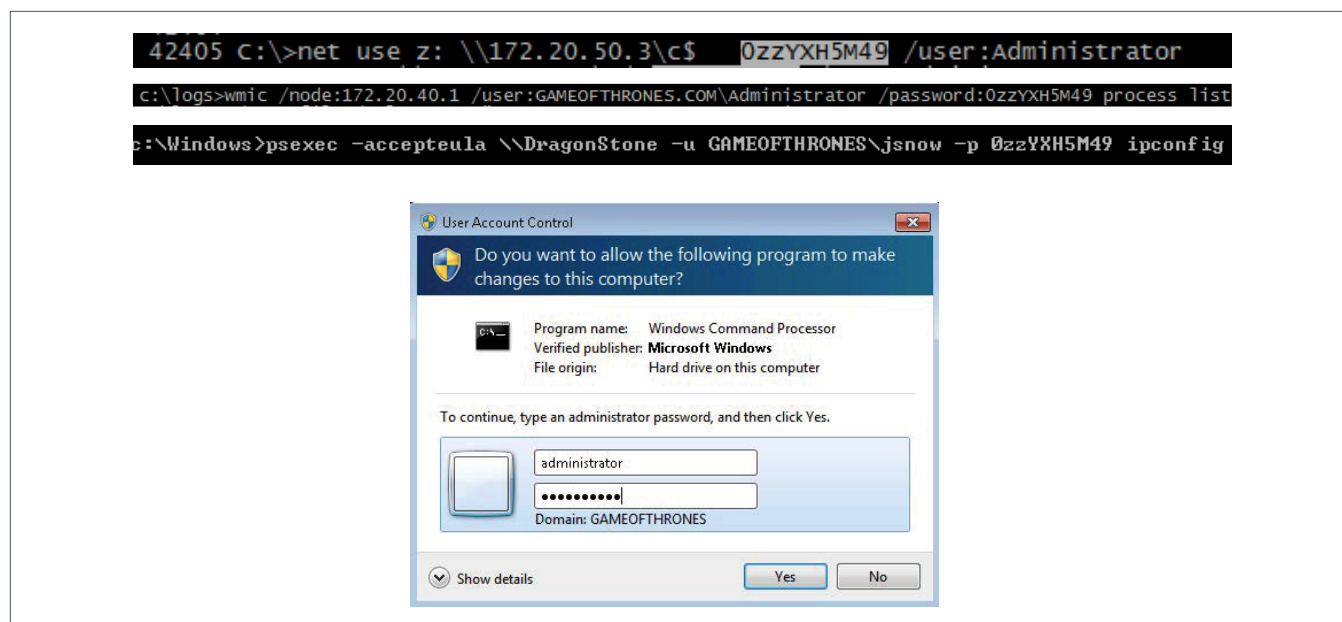 42405 C:\>net use z: \\172.20.50.3\c$ 0zzYXH5M49 /user:Administrator
c:\logs>wmic /node:172.20.40.1 /user:GAMEOFTHRONES.COM\Administrator /password:0zzYXH5M49 process list
c:\Windows>psexec -accepteula \\DragonStone -u GAMEOFTHRONES\jsnow -p 0zzYXH5M49 ipconfig
User Account Control
Do you want to allow the following program to make
changes to this computer?
C:\_
Program name: Windows Command Processor
Verified publisher: Microsoft Windows
File origin: Hard drive on this computer
To continue, type an administrator password, and then click Yes.
administrator
••••••••••
Domain: GAMEOFTHRONES
Show details
Yes
No